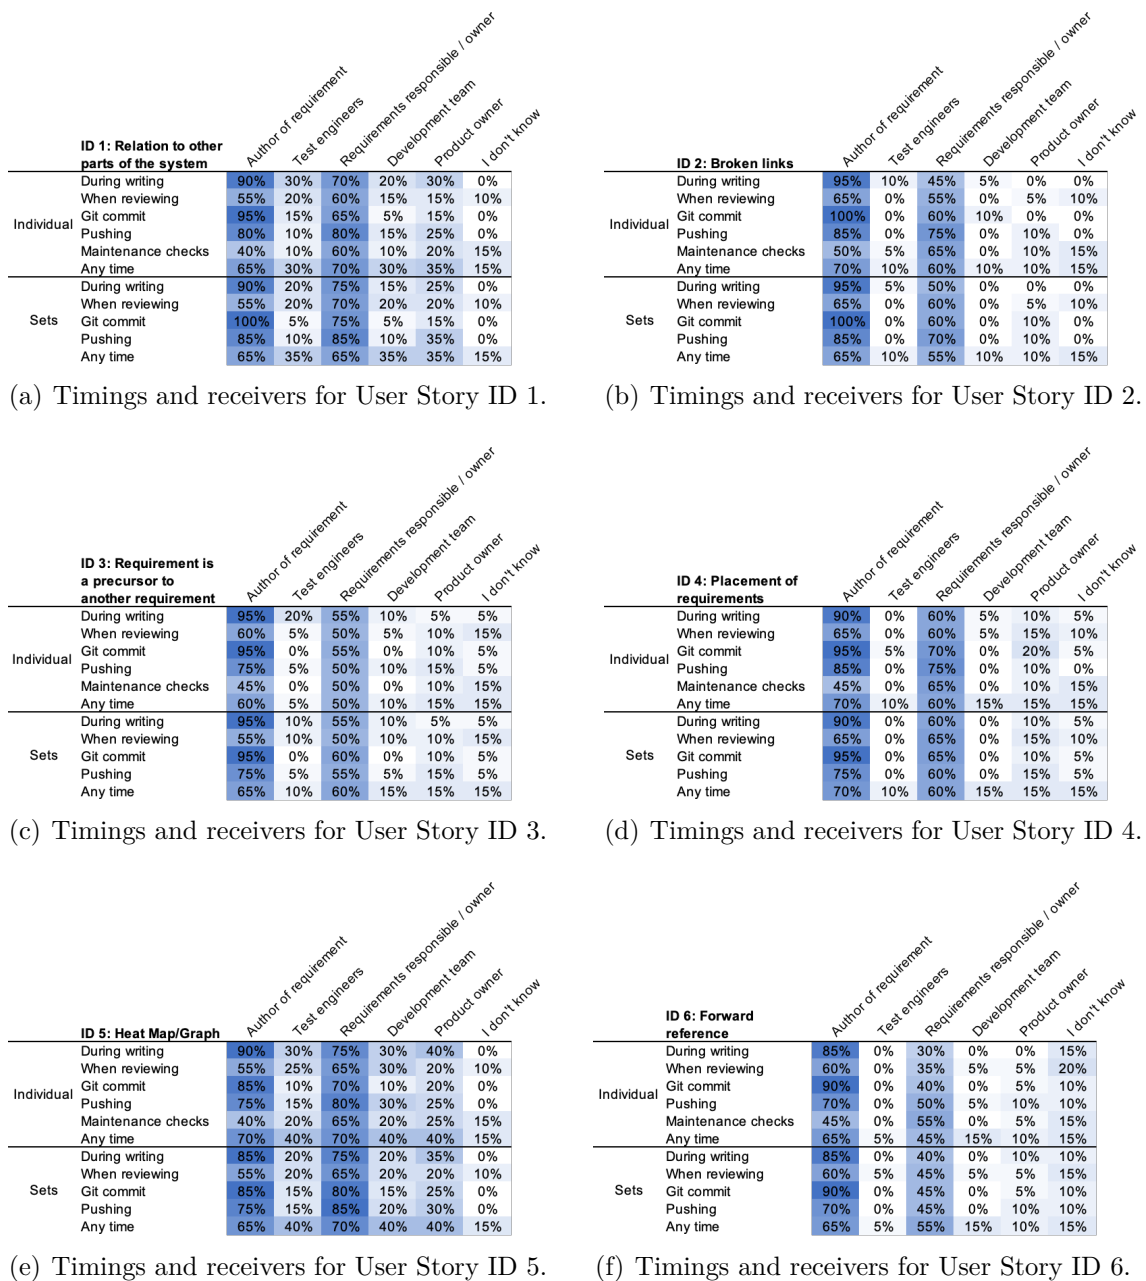 Author of requirement
Test engineers
Requirements responsible / owner
Development team
Product owner
I don't know
ID 1: Relation to other
parts of the system
Individual
During writing 90% 30% 70% 20% 30% 0%
When reviewing 55% 20% 60% 15% 15% 10%
Git commit 95% 15% 65% 5% 15% 0%
Pushing 80% 10% 80% 15% 25% 0%
Maintenance checks 40% 10% 60% 10% 20% 15%
Any time 65% 30% 70% 30% 35% 15%
Sets
During writing 90% 20% 75% 15% 25% 0%
When reviewing 55% 20% 70% 20% 20% 10%
Git commit 100% 5% 75% 5% 15% 0%
Pushing 85% 10% 85% 10% 35% 0%
Any time 65% 35% 65% 35% 35% 15%
(a) Timings and receivers for User Story ID 1.
Author of requirement
Test engineers
Requirements responsible / owner
Development team
Product owner
I don't know
ID 2: Broken links
Individual
During writing 95% 10% 45% 5% 0% 0%
When reviewing 65% 0% 55% 0% 5% 10%
Git commit 100% 0% 60% 10% 0% 0%
Pushing 85% 0% 75% 0% 10% 0%
Maintenance checks 50% 5% 65% 0% 10% 15%
Any time 70% 10% 60% 10% 10% 15%
Sets
During writing 95% 5% 50% 0% 0% 0%
When reviewing 65% 0% 60% 0% 5% 10%
Git commit 100% 0% 60% 0% 10% 0%
Pushing 85% 0% 70% 0% 10% 0%
Any time 65% 10% 55% 10% 10% 15%
(b) Timings and receivers for User Story ID 2.
Author of requirement
Test engineers
Requirements responsible / owner
Development team
Product owner
I don't know
ID 3: Requirement is
a precursor to
another requirement
Individual
During writing 95% 20% 55% 10% 5% 5%
When reviewing 60% 5% 50% 5% 10% 15%
Git commit 95% 0% 55% 0% 10% 5%
Pushing 75% 5% 50% 10% 15% 5%
Maintenance checks 45% 0% 50% 0% 10% 15%
Any time 60% 5% 50% 10% 15% 15%
Sets
During writing 95% 10% 55% 10% 5% 5%
When reviewing 55% 10% 50% 10% 10% 15%
Git commit 95% 0% 60% 0% 10% 5%
Pushing 75% 5% 55% 5% 15% 5%
Any time 65% 10% 60% 15% 15% 15%
(c) Timings and receivers for User Story ID 3.
Author of requirement
Test engineers
Requirements responsible / owner
Development team
Product owner
I don't know
ID 4: Placement of
requirements
Individual
During writing 90% 0% 60% 5% 10% 5%
When reviewing 65% 0% 60% 5% 15% 10%
Git commit 95% 5% 70% 0% 20% 5%
Pushing 85% 0% 75% 0% 10% 0%
Maintenance checks 45% 0% 65% 0% 10% 15%
Any time 70% 10% 60% 15% 15% 15%
Sets
During writing 90% 0% 60% 0% 10% 5%
When reviewing 65% 0% 65% 0% 15% 10%
Git commit 95% 0% 65% 0% 10% 5%
Pushing 75% 0% 60% 0% 15% 5%
Any time 70% 10% 60% 15% 15% 15%
(d) Timings and receivers for User Story ID 4.
Author of requirement
Test engineers
Requirements responsible / owner
Development team
Product owner
I don't know
ID 5: Heat Map/Graph
Individual
During writing 90% 30% 75% 30% 40% 0%
When reviewing 55% 25% 65% 30% 20% 10%
Git commit 85% 10% 70% 10% 20% 0%
Pushing 75% 15% 80% 30% 25% 0%
Maintenance checks 40% 20% 65% 20% 25% 15%
Any time 70% 40% 70% 40% 40% 15%
Sets
During writing 85% 20% 75% 20% 35% 0%
When reviewing 55% 20% 65% 20% 20% 10%
Git commit 85% 15% 80% 15% 25% 0%
Pushing 75% 15% 85% 20% 30% 0%
Any time 65% 40% 70% 40% 40% 15%
(e) Timings and receivers for User Story ID 5.
Author of requirement
Test engineers
Requirements responsible / owner
Development team
Product owner
I don't know
ID 6: Forward
reference
Individual
During writing 85% 0% 30% 0% 0% 15%
When reviewing 60% 0% 35% 5% 5% 20%
Git commit 90% 0% 40% 0% 5% 10%
Pushing 70% 0% 50% 5% 10% 10%
Maintenance checks 45% 0% 55% 0% 5% 15%
Any time 65% 5% 45% 15% 10% 15%
Sets
During writing 85% 0% 40% 0% 10% 10%
When reviewing 60% 5% 45% 5% 5% 15%
Git commit 90% 0% 45% 0% 5% 10%
Pushing 70% 0% 45% 0% 10% 10%
Any time 65% 5% 55% 15% 10% 15%
(f) Timings and receivers for User Story ID 6.